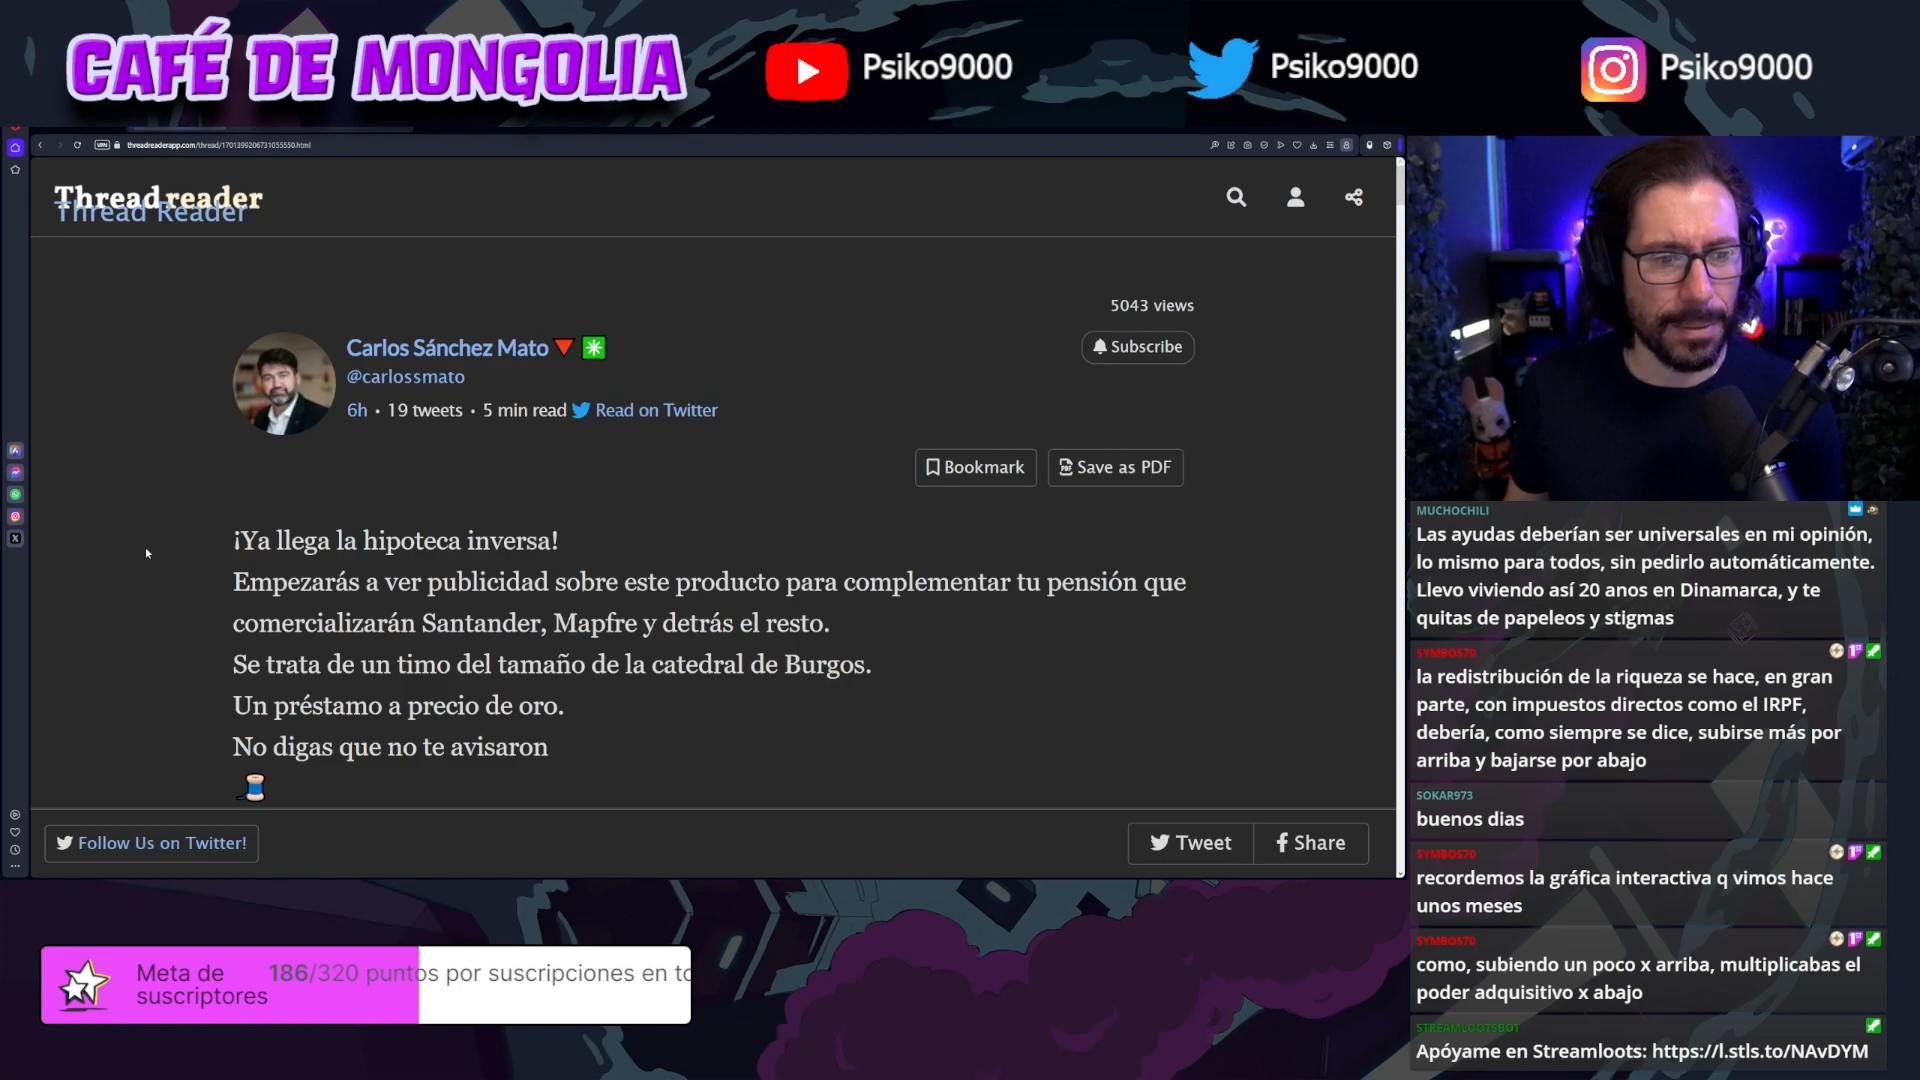 CAFÉ DE MONGOLIA
Psiko9000
Psiko9000
Psiko9000
VPN
threadreaderapp.com/thread/1701399206731055550.html
Thread reader
Thread Reader
5043 views
Carlos Sánchez Mato
Subscribe
@carlossmato
6h • 19 tweets • 5 min read Read on Twitter
Bookmark
Save as PDF
¡Ya llega la hipoteca inversa!
Empezarás a ver publicidad sobre este producto para complementar tu pensión que
comercializarán Santander, Mapfre y detrás el resto.
Se trata de un timo del tamaño de la catedral de Burgos.
Un préstamo a precio de oro.
No digas que no te avisaron
Follow Us on Twitter!
Tweet
Share
MUCHOCHILI
Las ayudas deberían ser universales en mi opinión,
lo mismo para todos, sin pedirlo automáticamente.
Llevo viviendo así 20 anos en Dinamarca, y te
quitas de papeleos y stigmas
SYMBOS70
la redistribución de la riqueza se hace, en gran
parte, con impuestos directos como el IRPF,
debería, como siempre se dice, subirse más por
arriba y bajarse por abajo
SOKAR973
buenos dias
SYMBOS70
recordemos la gráfica interactiva q vimos hace
unos meses
SYMBOS70
como, subiendo un poco x arriba, multiplicabas el
poder adquisitivo x abajo
STREAMLOOTSBOT
Apóyame en Streamloots: https://l.stls.to/NAvDYM
Meta de
suscriptores
186/320 puntos por suscripciones en to